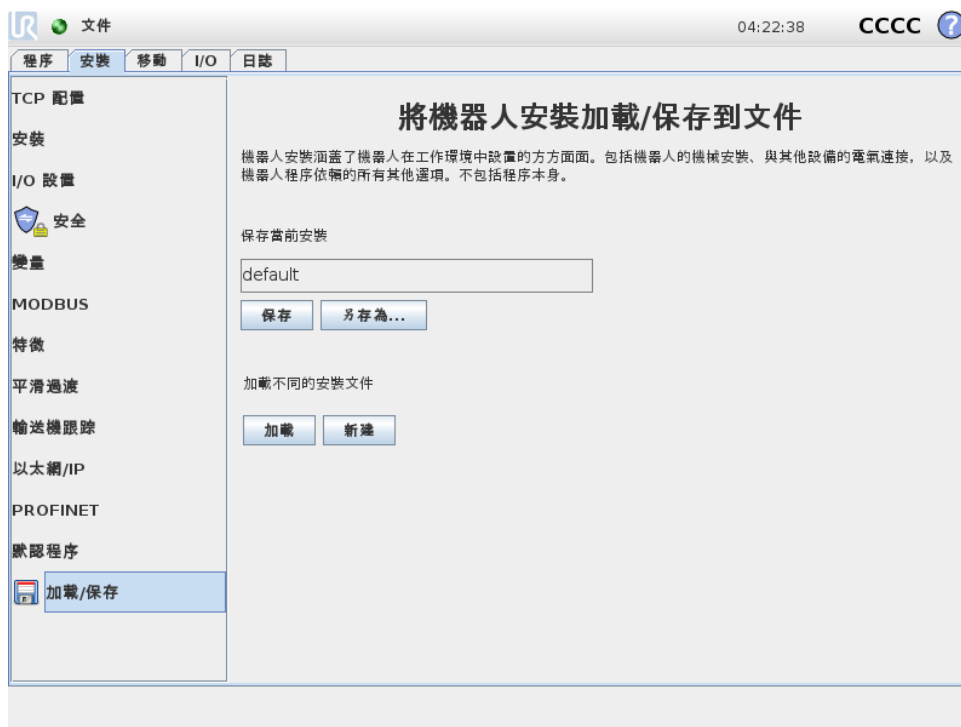 UR 文件 04:22:38 CCCC ?
程序 安裝 移動 I/O 日誌
TCP 配置
安裝
I/O 設置
安全
變量
MODBUS
特徵
平滑過渡
輸送機跟踪
以太網/IP
PROFINET
默認程序
加載/保存
將機器人安裝加載/保存到文件
機器人安裝涵蓋了機器人在工作環境中設置的方方面面。包括機器人的機械安裝、與其他設備的電氣連接，以及
機器人程序依賴的所有其他選項。不包括程序本身。
保存當前安裝
default
保存 另存為...
加載不同的安裝文件
加載 新建